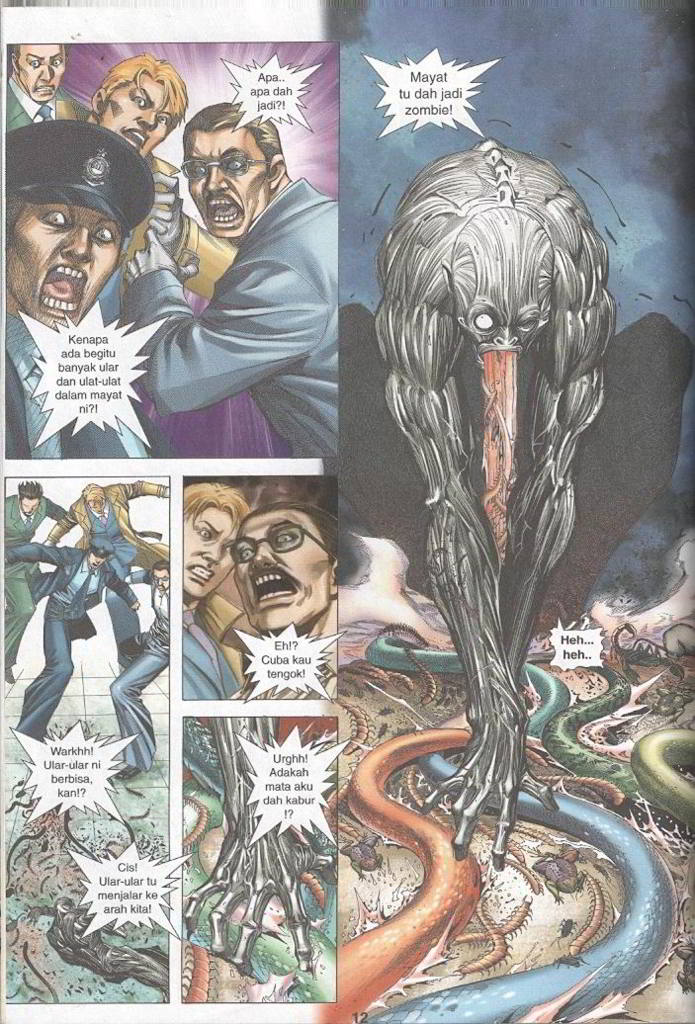 Apa..
apa dah
jadi?!
Kenapa
ada begitu
banyak ular
dan ulat-ulat
dalam mayat
ni?!
Warkhh!
Ular-ular ni
berbisa,
kan!?
Cis!
Ular-ular tu
menjalar ke
arah kita!
Eh!?
Cuba kau
tengok!
Urghh!
Adakah
mata aku
dah kabur
!?
Mayat
tu dah jadi
zombie!
Heh...
heh..
12